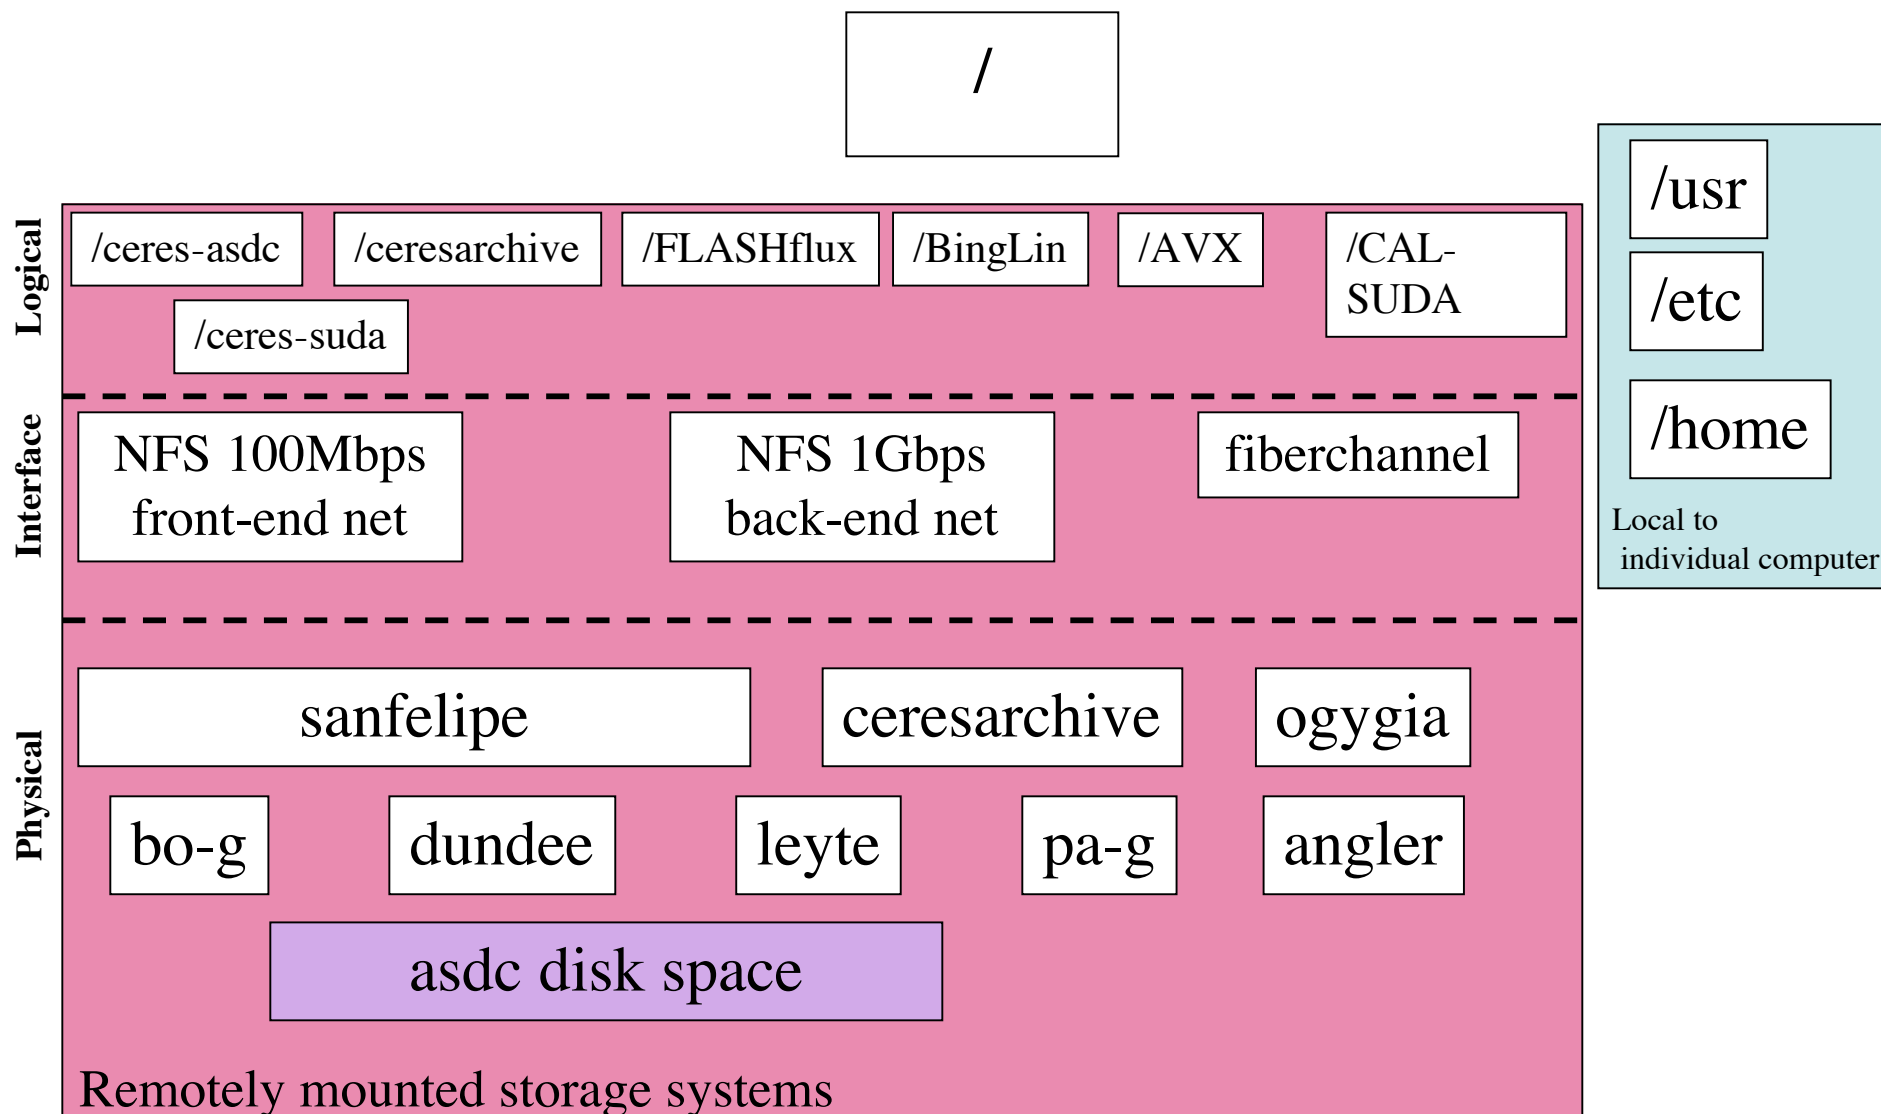 /
/usr
/etc
/home
Local to
individual computer
Logical
/ceres-asdc
/ceresarchive
/FLASHflux
/BingLin
/AVX
/CAL-
SUDA
/ceres-suda
Interface
NFS 100Mbps
front-end net
NFS 1Gbps
back-end net
fiberchannel
Physical
sanfelipe
ceresarchive
ogygia
bo-g
dundee
leyte
pa-g
angler
asdc disk space
Remotely mounted storage systems